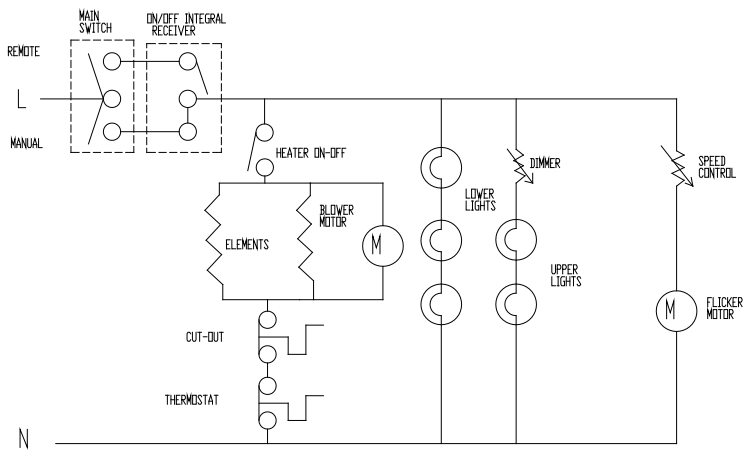 MAIN
SWITCH
ON/OFF INTEGRAL
RECEIVER
REMOTE
L
MANUAL
HEATER ON-OFF
DIMMER
SPEED
CONTROL
LOWER
LIGHTS
BLOWER
MOTOR
ELEMENTS
M
UPPER
LIGHTS
M
FLICKER
MOTOR
CUT-OUT
THERMOSTAT
N